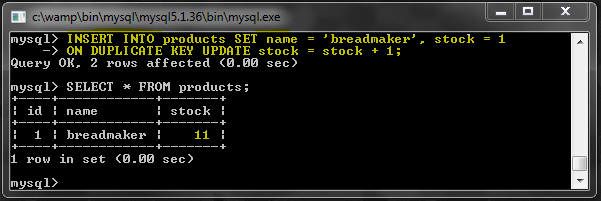 c:\wamp\bin\mysql\mysql5.1.36\bin\mysql.exe
mysql> INSERT INTO products SET name = 'breadmaker', stock = 1
    -> ON DUPLICATE KEY UPDATE stock = stock + 1;
Query OK, 2 rows affected (0.00 sec)
mysql> SELECT * FROM products;
+----+------------+-------+
| id | name       | stock |
+----+------------+-------+
|  1 | breadmaker |    11 |
+----+------------+-------+
1 row in set (0.00 sec)
mysql>